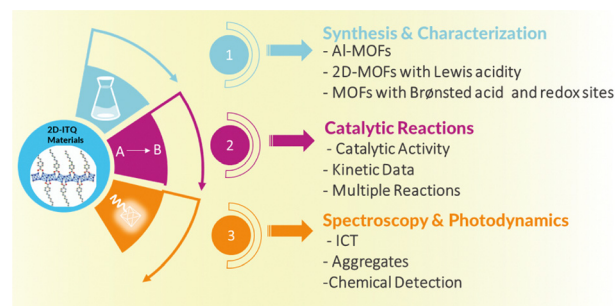 2D-ITQ
Materials
A → B
1
Synthesis & Characterization
- Al-MOFs
- 2D-MOFs with Lewis acidity
- MOFs with Brønsted acid and redox sites
2
Catalytic Reactions
- Catalytic Activity
- Kinetic Data
- Multiple Reactions
3
Spectroscopy & Photodynamics
- ICT
- Aggregates
-Chemical Detection